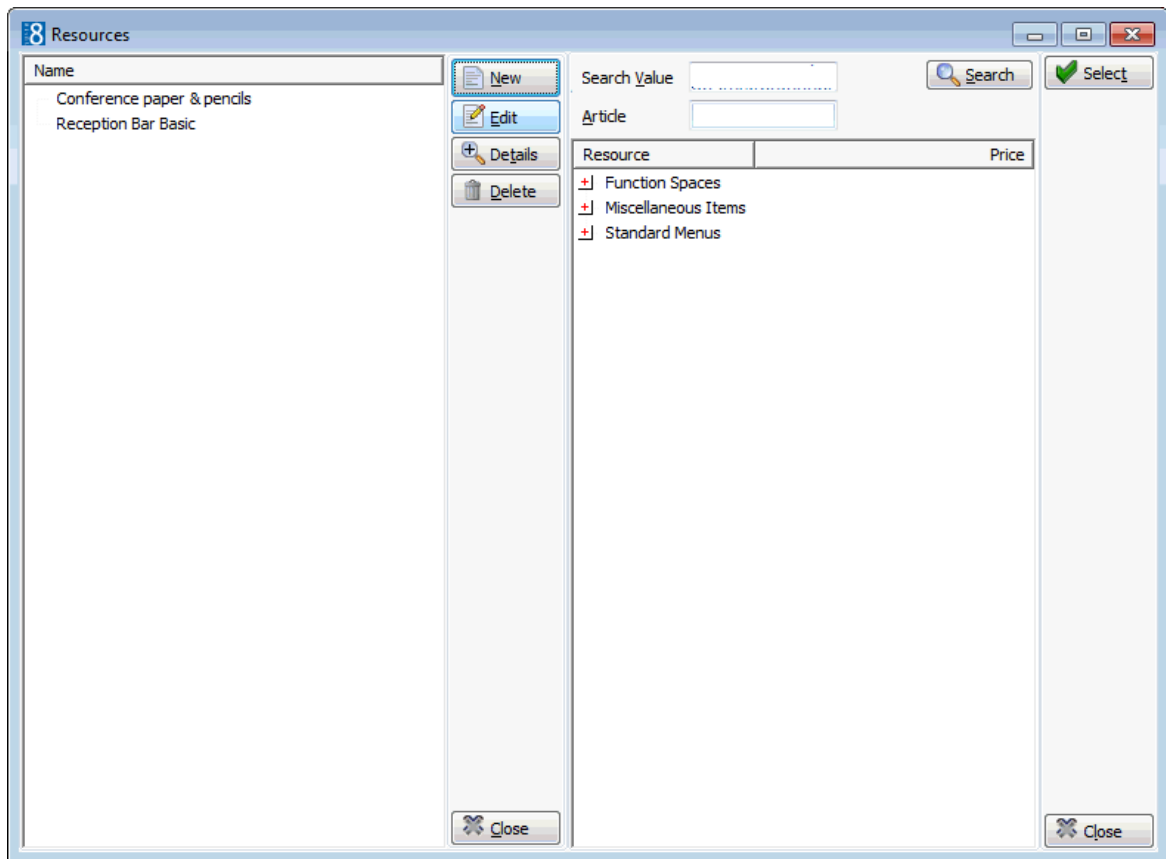 8 Resources
Name
Conference paper & pencils
Reception Bar Basic
New
Edit
Details
Delete
Close
Search Value
Search
Article
Resource Price
Function Spaces
Miscellaneous Items
Standard Menus
Select
Close